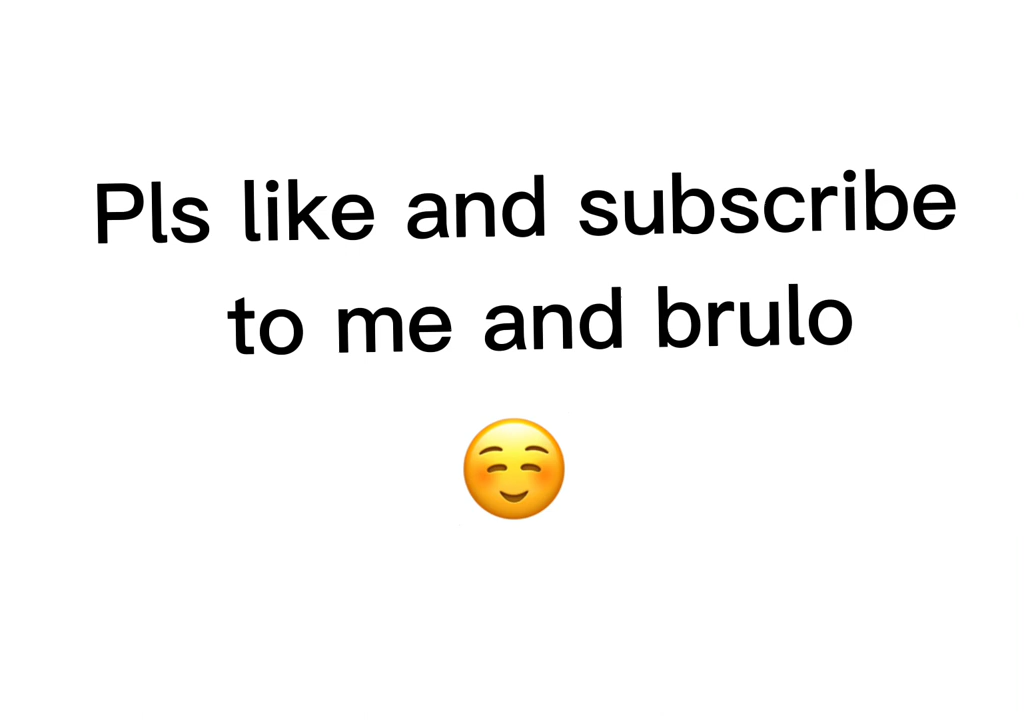 Pls like and subscribe
to me and brulo
☺️